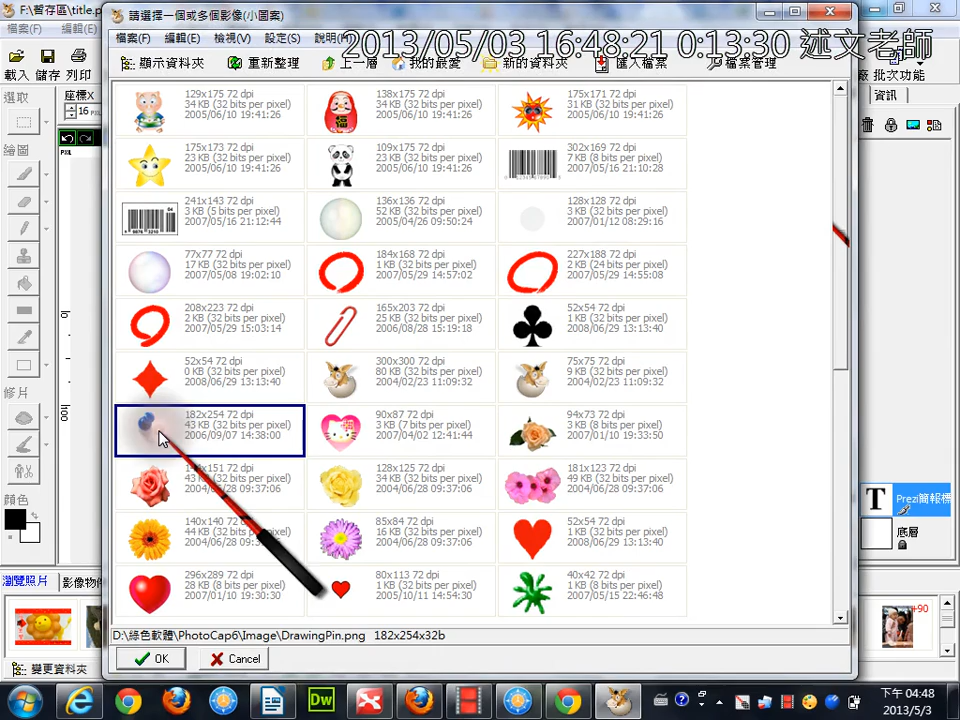 F:\暫存區\title.p
請選擇一個或多個影像(小圖案)
檔案(F) 編輯(E)
檔案(F) 編輯(E) 檢視(V) 設定(S) 說明(H)
2013/05/03 16:48:21 0:13:30 述文老師
載入 儲存 列印
顯示資料夾 重新整理 上一層 我的最愛 新的資料夾 匯入檔案 檔案管理
批次功能
選取
座標X
16
資訊
繪圖
修片
顏色
129x175 72 dpi
34 KB (32 bits per pixel)
2005/06/10 19:41:26
138x175 72 dpi
34 KB (32 bits per pixel)
2005/06/10 19:41:26
175x171 72 dpi
31 KB (32 bits per pixel)
2005/06/10 19:41:26
175x173 72 dpi
23 KB (32 bits per pixel)
2005/06/10 19:41:26
109x175 72 dpi
23 KB (32 bits per pixel)
2005/06/10 19:41:26
302x169 72 dpi
7 KB (8 bits per pixel)
2007/05/16 21:10:28
241x143 72 dpi
3 KB (5 bits per pixel)
2007/05/16 21:12:44
136x136 72 dpi
52 KB (32 bits per pixel)
2005/04/26 09:50:24
128x128 72 dpi
3 KB (32 bits per pixel)
2007/01/12 08:29:16
77x77 72 dpi
17 KB (32 bits per pixel)
2007/05/08 19:02:10
184x168 72 dpi
1 KB (32 bits per pixel)
2007/05/29 14:57:02
227x188 72 dpi
2 KB (24 bits per pixel)
2007/05/29 14:55:08
208x223 72 dpi
2 KB (32 bits per pixel)
2007/05/29 15:03:14
165x203 72 dpi
25 KB (32 bits per pixel)
2006/08/28 15:19:18
52x54 72 dpi
1 KB (32 bits per pixel)
2008/06/29 13:13:40
52x54 72 dpi
0 KB (32 bits per pixel)
2008/06/29 13:13:40
300x300 72 dpi
80 KB (32 bits per pixel)
2004/02/23 11:09:32
75x75 72 dpi
9 KB (32 bits per pixel)
2004/02/23 11:09:32
182x254 72 dpi
43 KB (32 bits per pixel)
2006/09/07 14:38:00
90x87 72 dpi
3 KB (7 bits per pixel)
2007/04/02 12:41:44
94x73 72 dpi
3 KB (8 bits per pixel)
2007/01/10 19:33:50
x151 72 dpi
43 KB (32 bits per pixel)
2004/06/28 09:37:06
128x125 72 dpi
34 KB (32 bits per pixel)
2004/06/28 09:37:06
181x123 72 dpi
49 KB (32 bits per pixel)
2004/06/28 09:37:06
140x140 72 dpi
44 KB (32 bits per pixel)
2004/06/28 09:37:06
85x84 72 dpi
16 KB (32 bits per pixel)
2004/06/28 09:37:06
52x54 72 dpi
1 KB (32 bits per pixel)
2008/06/29 13:13:40
296x289 72 dpi
28 KB (8 bits per pixel)
2007/01/10 19:30:30
80x113 72 dpi
1 KB (32 bits per pixel)
2005/10/11 14:54:30
40x42 72 dpi
1 KB (8 bits per pixel)
2007/05/15 22:46:48
T Prezi簡報標
底層
瀏覽照片 影像物件
+90
D:\綠色軟體\PhotoCap6\Image\DrawingPin.png 182x254x32b
變更資料夾
OK Cancel
Dw
下午 04:48
2013/5/3